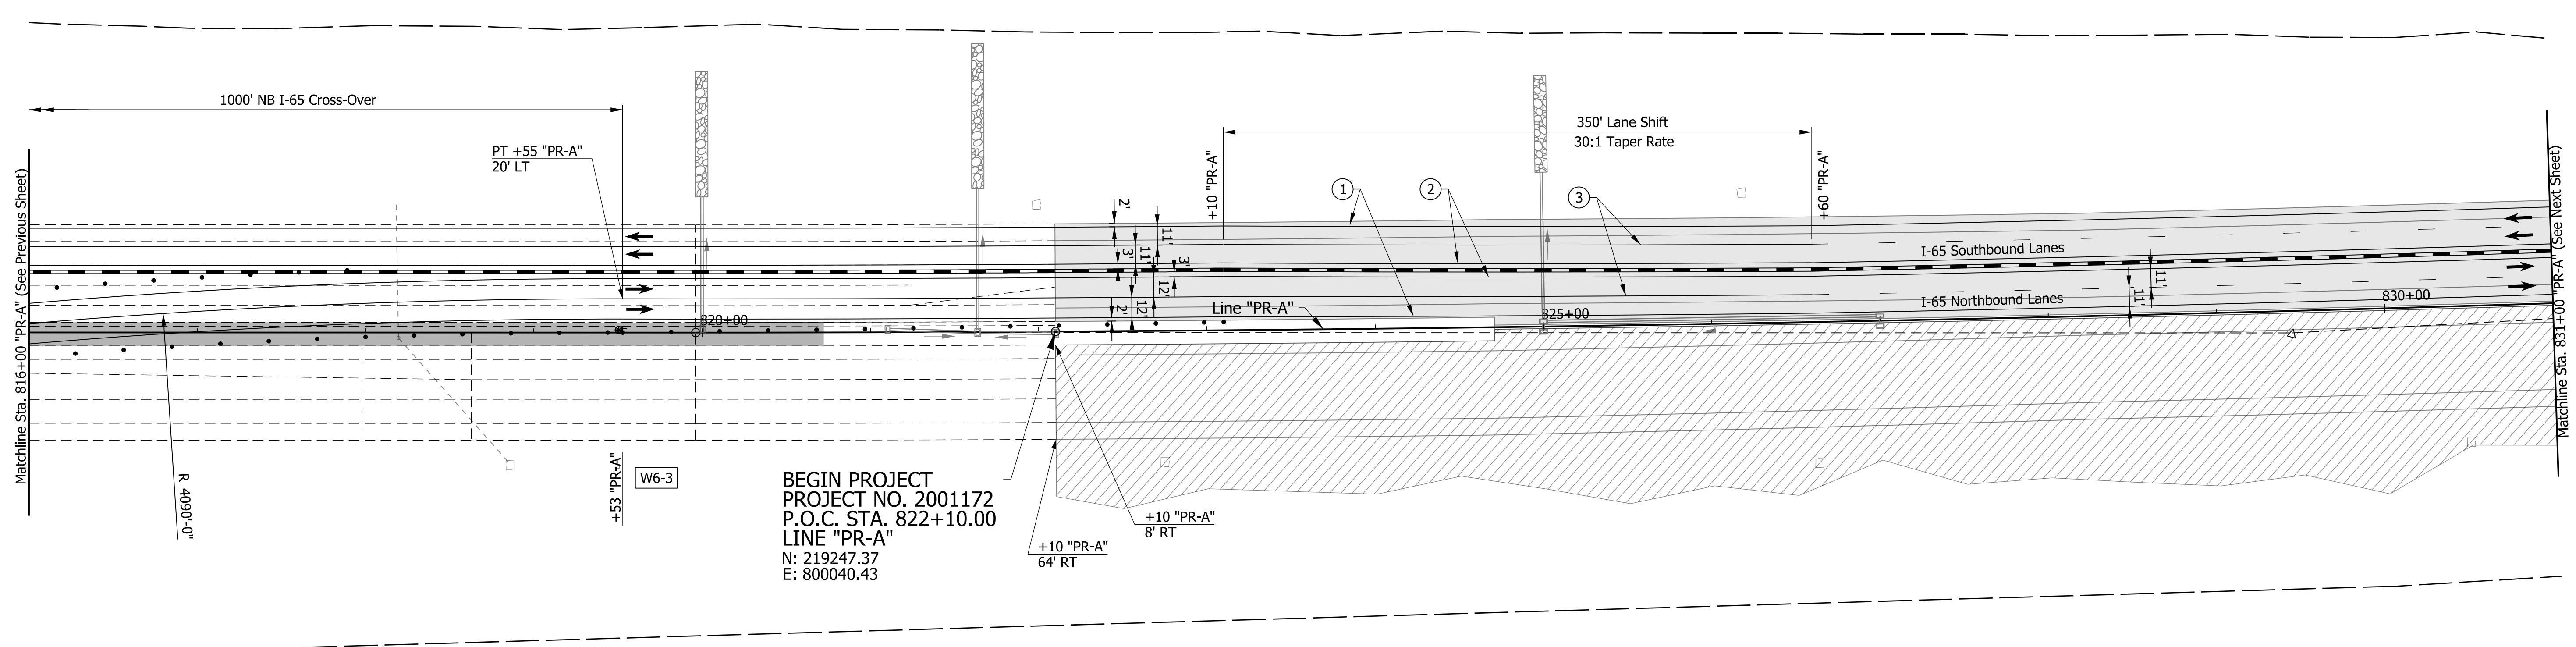 1000' NB I-65 Cross-Over
350' Lane Shift
30:1 Taper Rate
PT +55 "PR-A"
20' LT
+10 "PR-A"
+60 "PR-A"
1
2
3
Matchline Sta. 816+00 "PR-A" (See Previous Sheet)
Matchline Sta. 831+00 "PR-A" (See Next Sheet)
2'
11'
11'
3'
3'
12'
12'
2'
I-65 Southbound Lanes
I-65 Northbound Lanes
11'
11'
Line "PR-A"
820+00
825+00
830+00
R 4090'-0"
+53 "PR-A"
W6-3
BEGIN PROJECT
PROJECT NO. 2001172
P.O.C. STA. 822+10.00
LINE "PR-A"
N: 219247.37
E: 800040.43
+10 "PR-A"
8' RT
+10 "PR-A"
64' RT